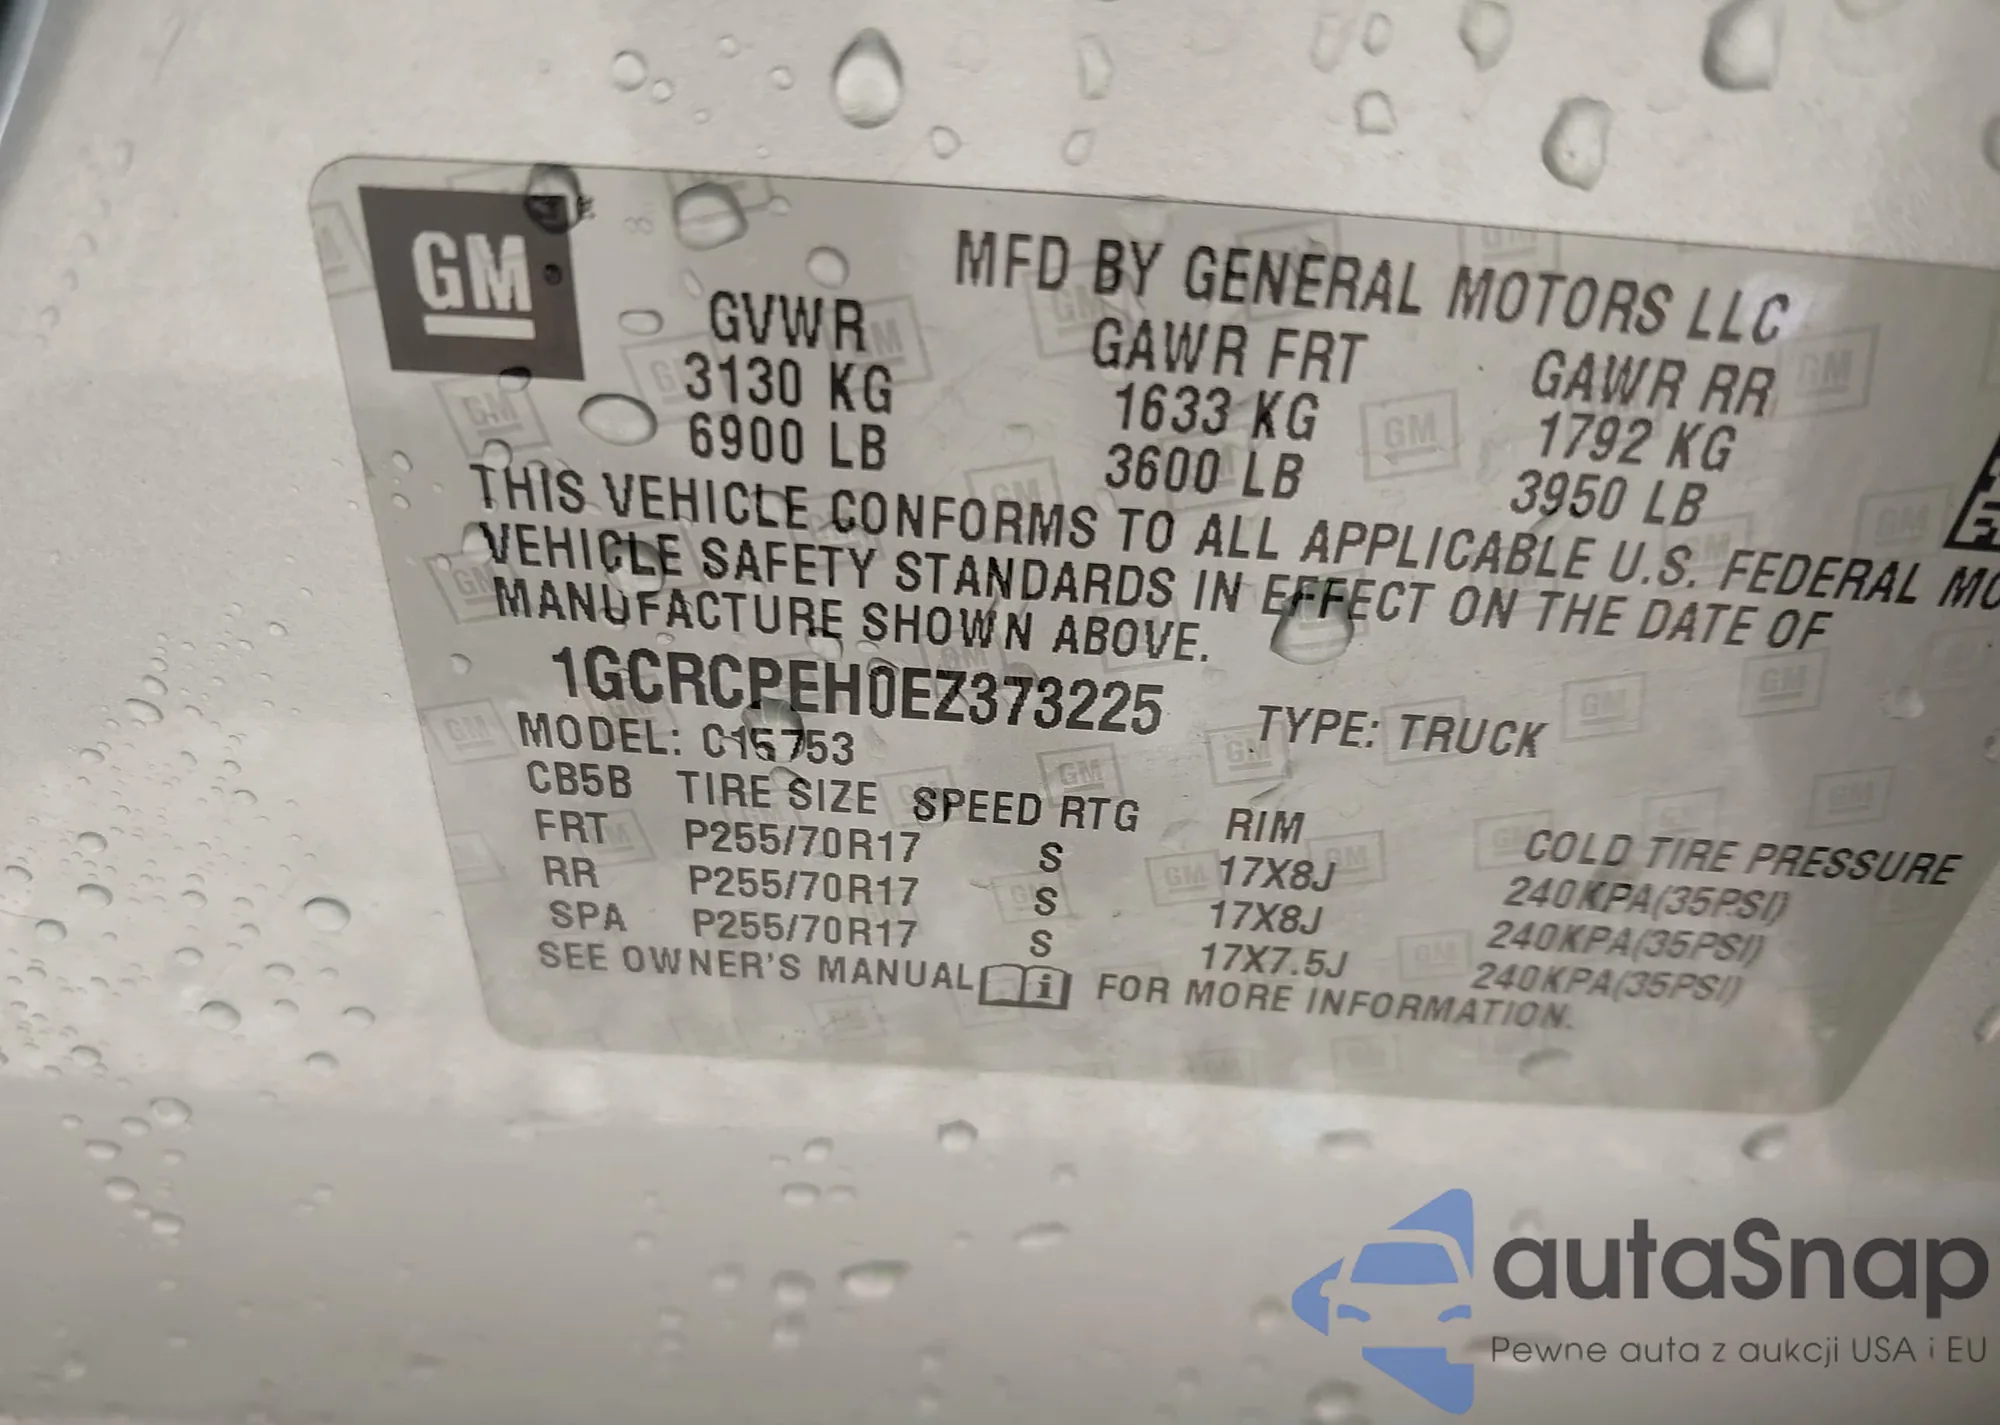 GM
MFD BY GENERAL MOTORS LLC
GVWR GAWR FRT GAWR RR
3130 KG 1633 KG 1792 KG
6900 LB 3600 LB 3950 LB
THIS VEHICLE CONFORMS TO ALL APPLICABLE U.S. FEDERAL MO
VEHICLE SAFETY STANDARDS IN EFFECT ON THE DATE OF
MANUFACTURE SHOWN ABOVE.
1GCRCPEH0EZ373225 TYPE: TRUCK
MODEL: C15753
CB5B TIRE SIZE SPEED RTG RIM COLD TIRE PRESSURE
FRT P255/70R17 S 17X8J 240KPA(35PSI)
RR P255/70R17 S 17X8J 240KPA(35PSI)
SPA P255/70R17 S 17X7.5J 240KPA(35PSI)
SEE OWNER'S MANUAL i FOR MORE INFORMATION.
autaSnap
Pewne auta z aukcji USA i EU